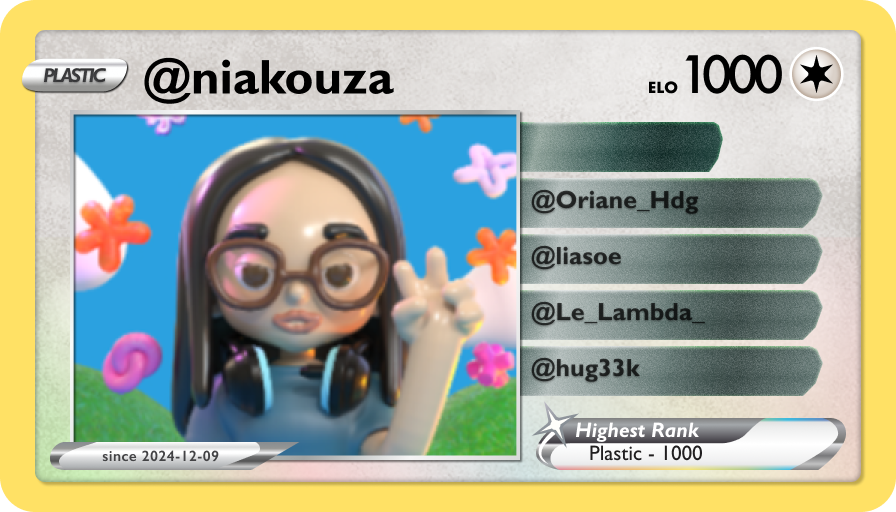 PLASTIC
@niakouza
ELO 1000
@Oriane_Hdg
@liasoe
@Le_Lambda_
@hug33k
Highest Rank
Plastic - 1000
since 2024-12-09